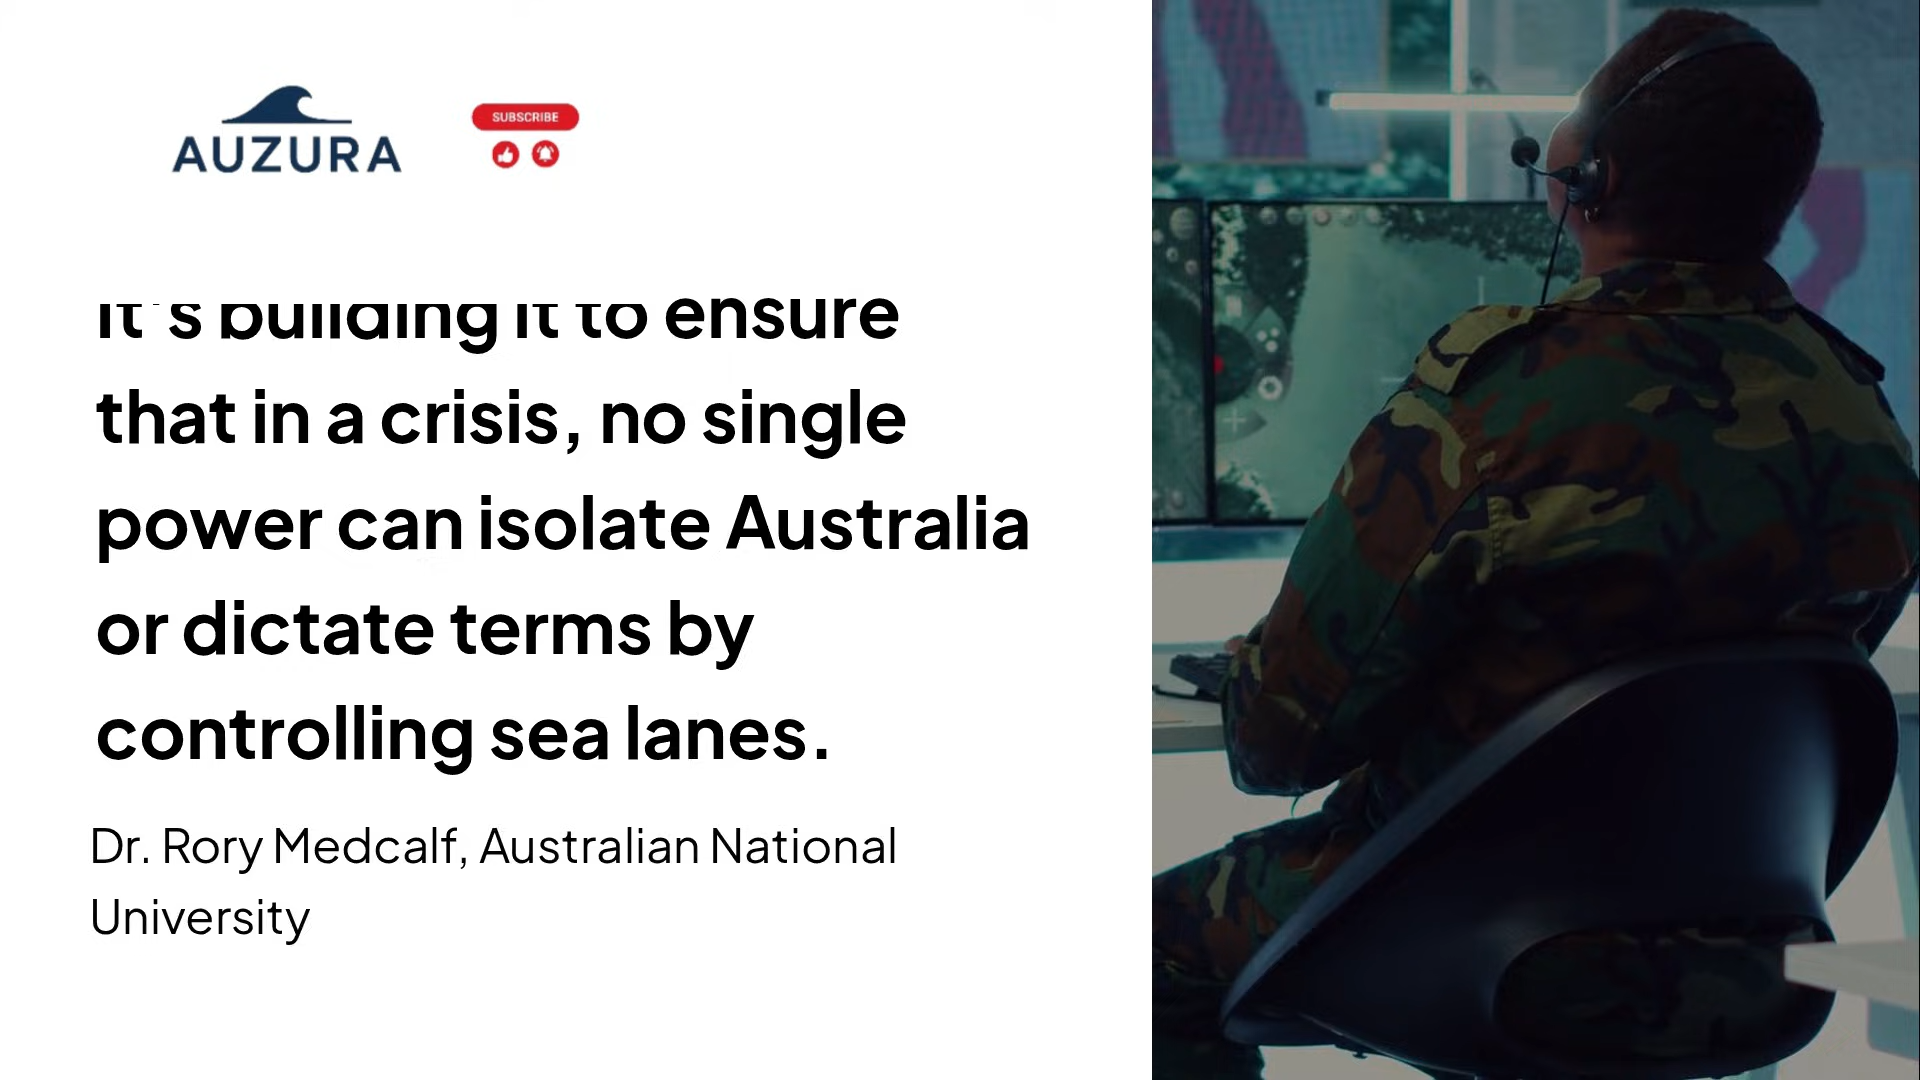 AUZURA
SUBSCRIBE
it's building it to ensure
that in a crisis, no single
power can isolate Australia
or dictate terms by
controlling sea lanes.
Dr. Rory Medcalf, Australian National
University